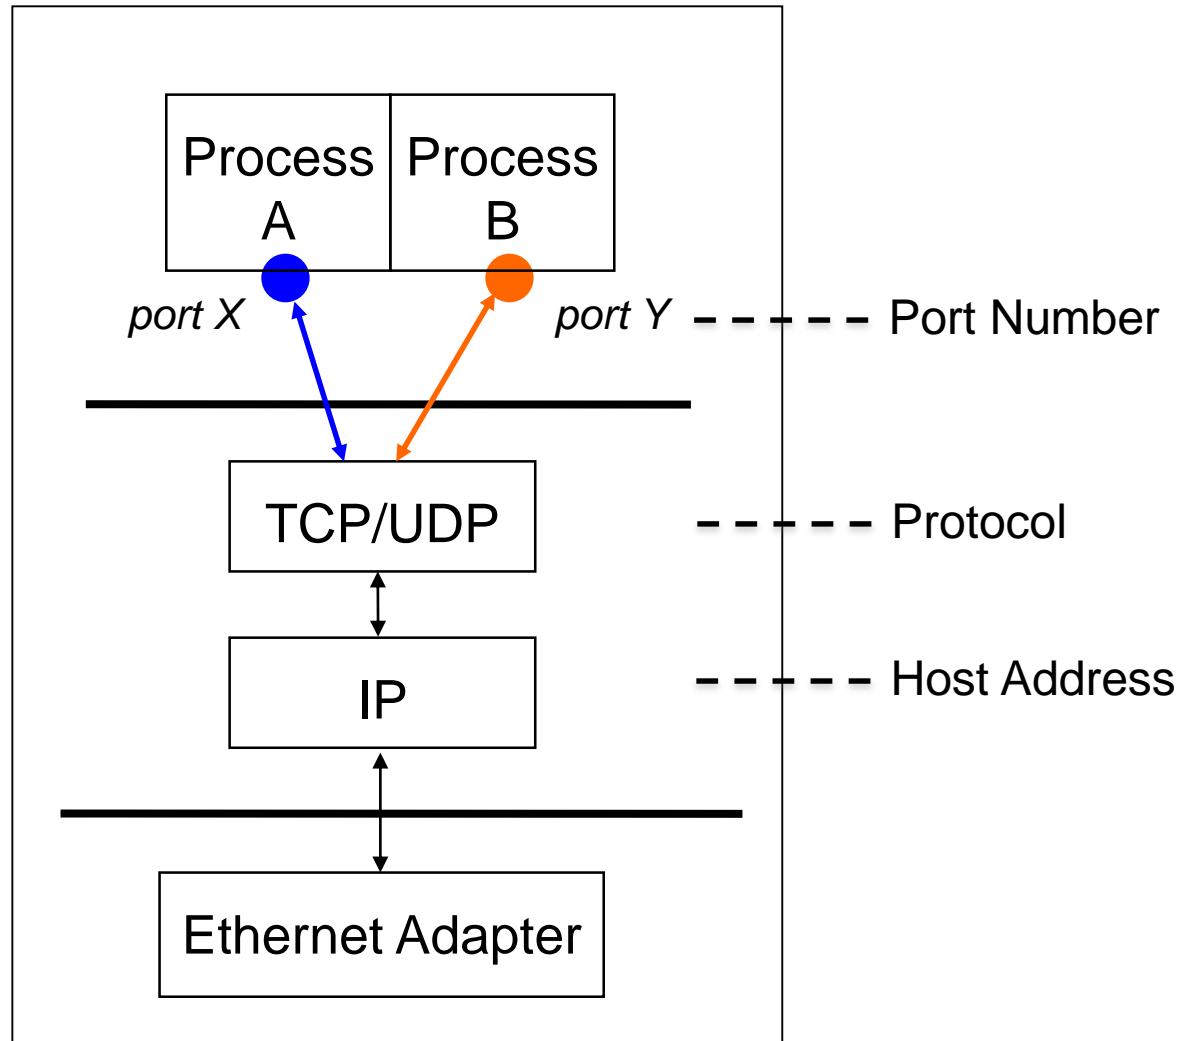 Process
A
Process
B
port X
port Y
Port Number
TCP/UDP
Protocol
IP
Host Address
Ethernet Adapter